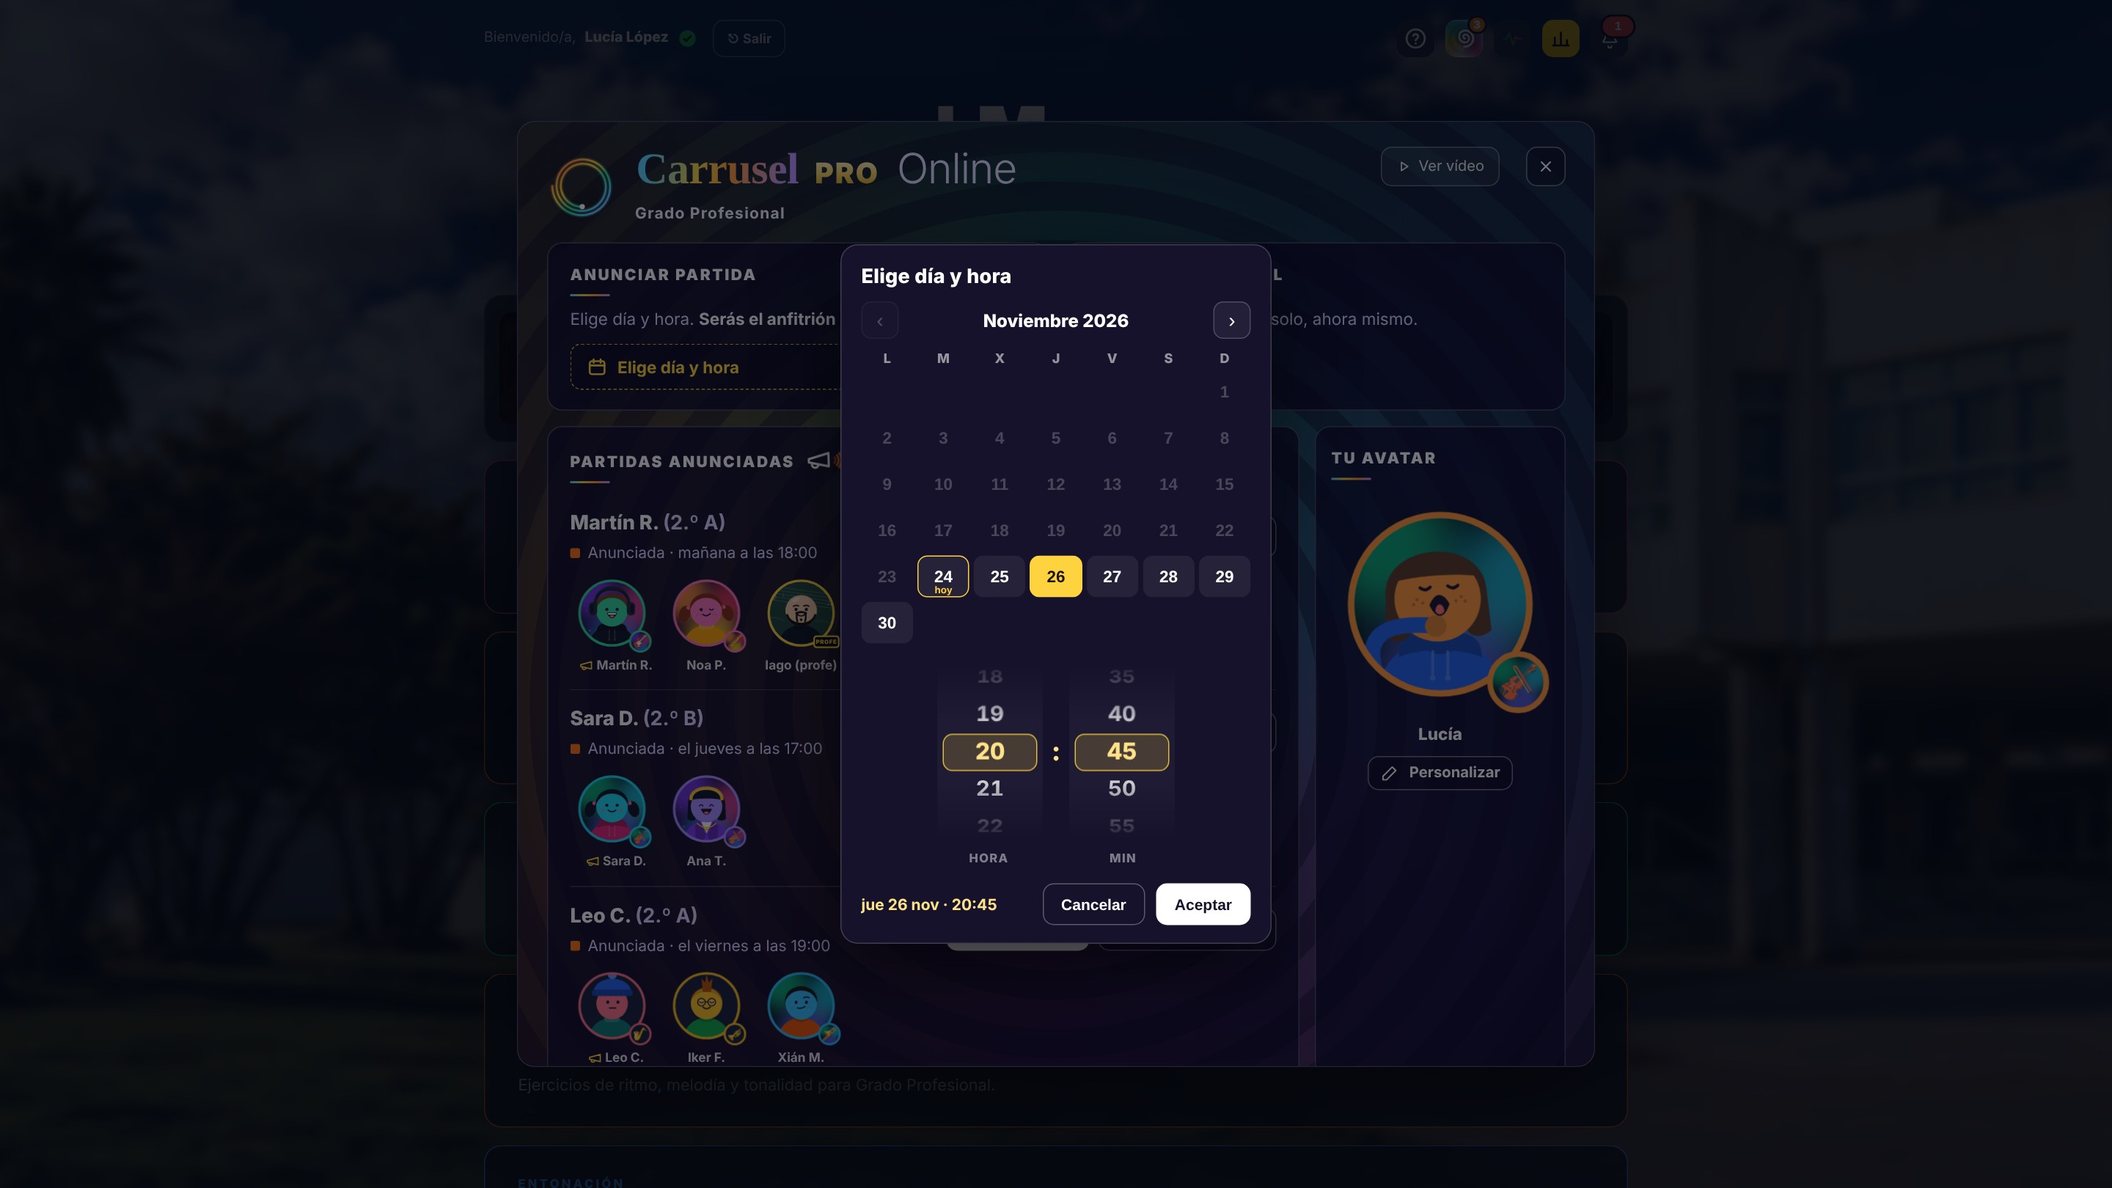 Bienvenido/a, Lucía López
Salir
3
1
Carrusel PRO Online
Grado Profesional
Ver vídeo
ANUNCIAR PARTIDA
Elige día y hora. Serás el anfitrión
solo, ahora mismo.
Elige día y hora
PARTIDAS ANUNCIADAS
Martín R. (2.º A)
Anunciada · mañana a las 18:00
PROFE
Martín R.
Noa P.
Iago (profe)
Sara D. (2.º B)
Anunciada · el jueves a las 17:00
Sara D.
Ana T.
Leo C. (2.º A)
Anunciada · el viernes a las 19:00
Leo C.
Iker F.
Xián M.
Elige día y hora
Noviembre 2026
L M X J V S D
1
2 3 4 5 6 7 8
9 10 11 12 13 14 15
16 17 18 19 20 21 22
23 24 25 26 27 28 29
hoy
30
18 35
19 40
20 : 45
21 50
22 55
HORA MIN
jue 26 nov · 20:45
Cancelar
Aceptar
TU AVATAR
Lucía
Personalizar
Ejercicios de ritmo, melodía y tonalidad para Grado Profesional.
ENTONACIÓN